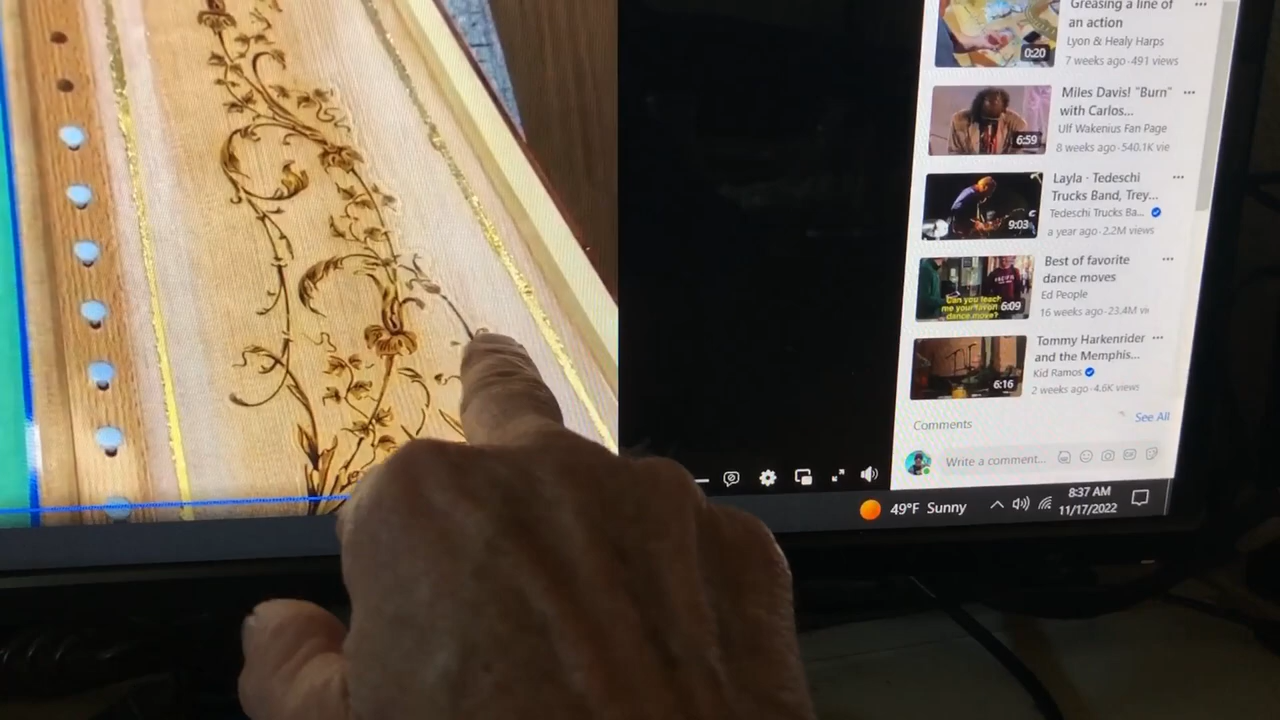 Greasing a line of
an action
Lyon & Healy Harps
7 weeks ago · 491 views
0:20
Miles Davis! "Burn"
with Carlos...
Ulf Wakenius Fan Page
8 weeks ago · 540.1K vie
6:59
Layla - Tedeschi
Trucks Band, Trey...
Tedeschi Trucks Ba...
a year ago · 2.2M views
9:03
Best of favorite
dance moves
Ed People
16 weeks ago · 23.4M vi
Can you teach
me your favori
dance move?
6:09
Tommy Harkenrider
and the Memphis...
Kid Ramos
2 weeks ago · 4.6K views
6:16
See All
Comments
Write a comment...
49°F Sunny
8:37 AM
11/17/2022